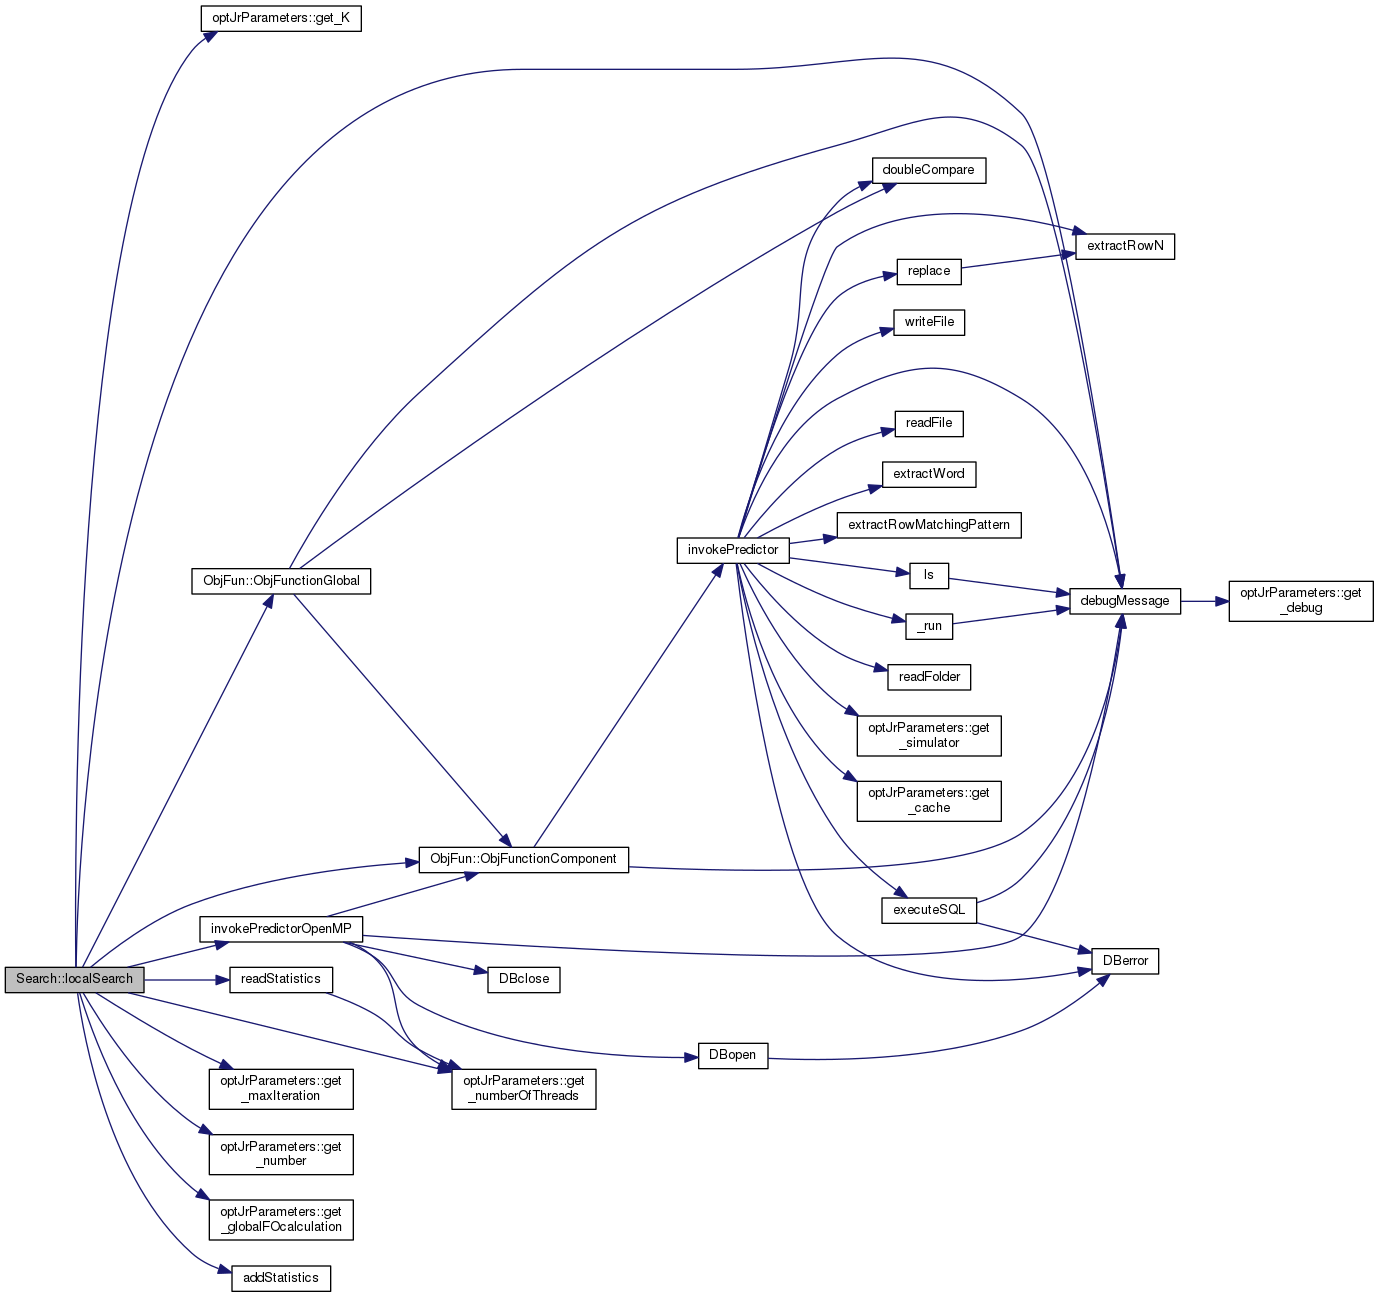 optJrParameters::get_K
doubleCompare
extractRowN
replace
writeFile
readFile
extractWord
extractRowMatchingPattern
invokePredictor
ls
ObjFun::ObjFunctionGlobal
debugMessage
optJrParameters::get
_debug
_run
readFolder
optJrParameters::get
_simulator
optJrParameters::get
_cache
ObjFun::ObjFunctionComponent
executeSQL
invokePredictorOpenMP
DBerror
Search::localSearch
readStatistics
DBclose
DBopen
optJrParameters::get
_maxIteration
optJrParameters::get
_numberOfThreads
optJrParameters::get
_number
optJrParameters::get
_globalFOcalculation
addStatistics